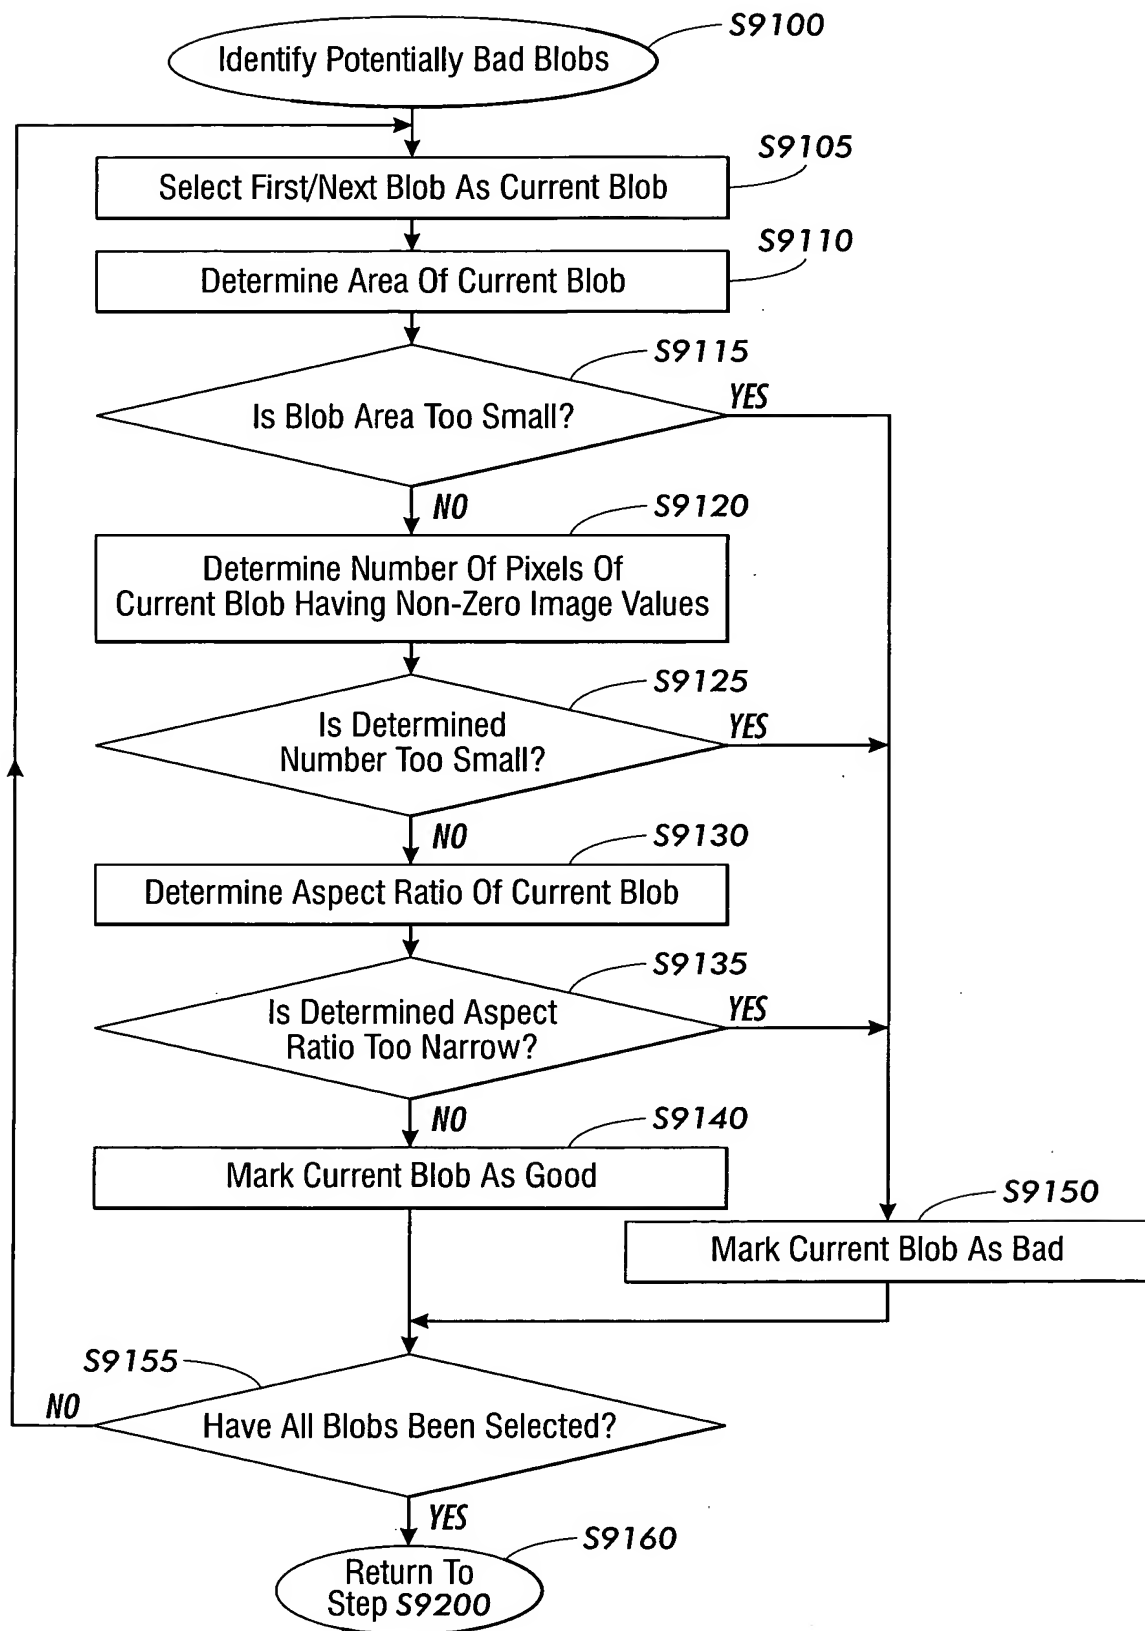 S9100
Identify Potentially Bad Blobs
S9105
Select First/Next Blob As Current Blob
S9110
Determine Area Of Current Blob
S9115
Is Blob Area Too Small?
YES
NO
S9120
Determine Number Of Pixels Of
Current Blob Having Non-Zero Image Values
S9125
Is Determined
Number Too Small?
YES
NO
S9130
Determine Aspect Ratio Of Current Blob
S9135
Is Determined Aspect
Ratio Too Narrow?
YES
NO
S9140
Mark Current Blob As Good
S9150
Mark Current Blob As Bad
S9155
NO
Have All Blobs Been Selected?
YES
S9160
Return To
Step S9200